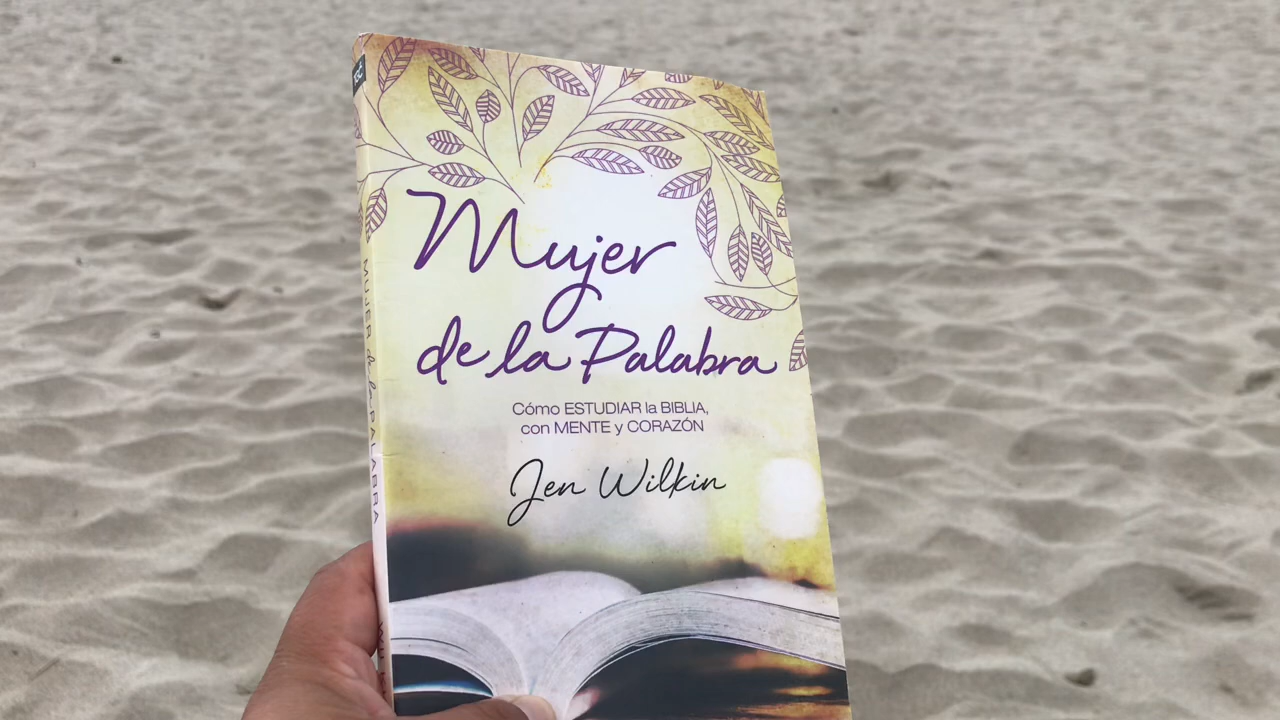 Mujer
de la Palabra
Cómo ESTUDIAR la BIBLIA,
con MENTE y CORAZÓN
Jen Wilkin
MUJER de la PALABRA